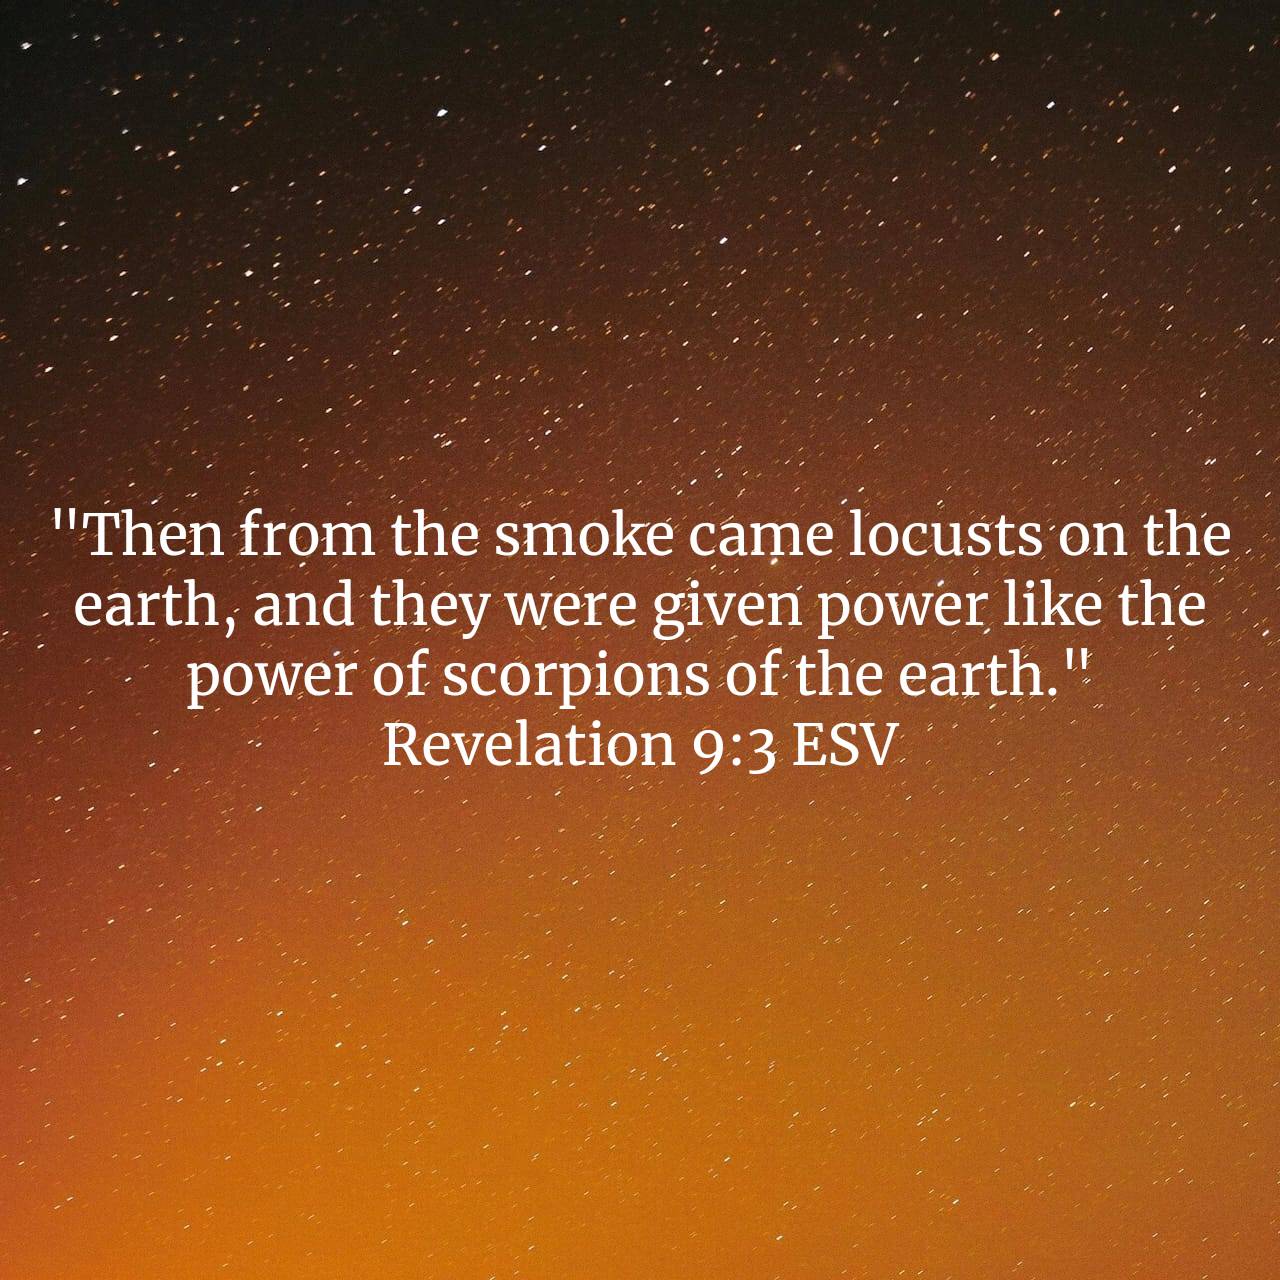 "Then from the smoke came locusts on the
earth, and they were given power like the
power of scorpions of the earth."
Revelation 9:3 ESV